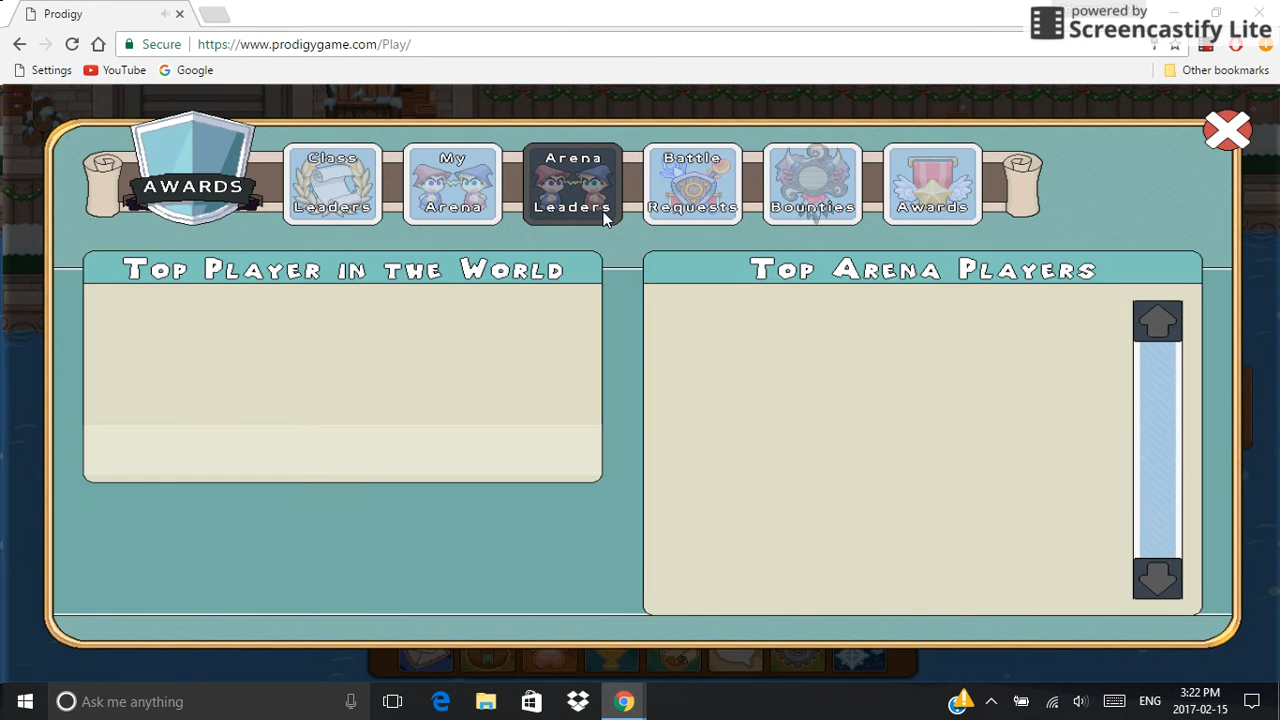 Prodigy
powered by
Screencastify Lite
Secure
https://www.prodigygame.com/Play/
Settings
YouTube
Google
Other bookmarks
AWARDS
Class
Leaders
My
Arena
Arena
Leaders
Battle
Requests
Bounties
Awards
Top Player in the World
Top Arena Players
Ask me anything
ENG
3:22 PM
2017-02-15